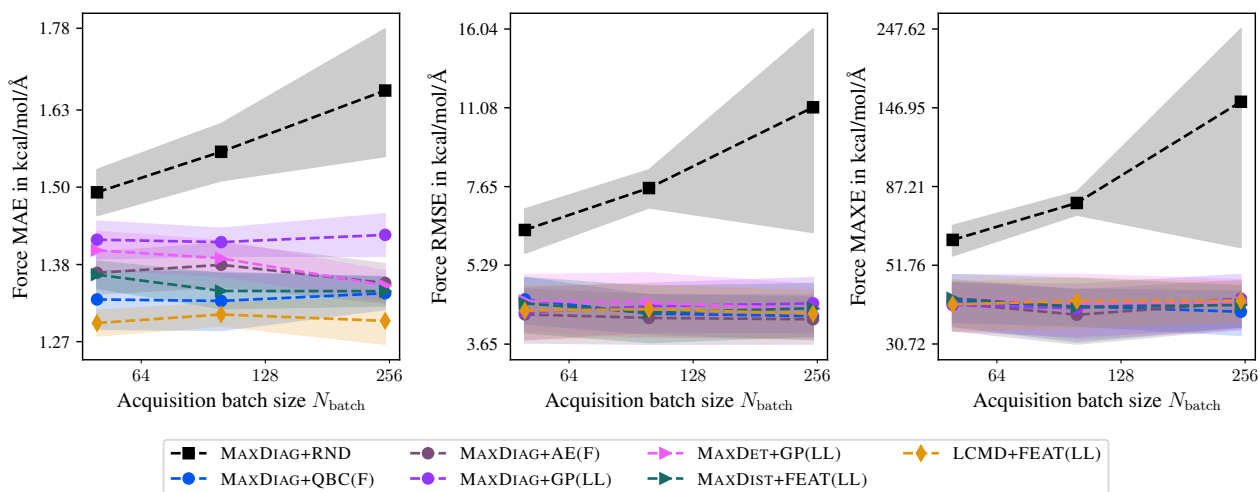 Force MAE in kcal/mol/Å
1.78
1.63
1.50
1.38
1.27
64
128
256
Acquisition batch size N_batch
Force RMSE in kcal/mol/Å
16.04
11.08
7.65
5.29
3.65
64
128
256
Acquisition batch size N_batch
Force MAXE in kcal/mol/Å
247.62
146.95
87.21
51.76
30.72
64
128
256
Acquisition batch size N_batch
MAXDIAG+RND
MAXDIAG+QBC(F)
MAXDIAG+AE(F)
MAXDIAG+GP(LL)
MAXDET+GP(LL)
MAXDIST+FEAT(LL)
LCMD+FEAT(LL)